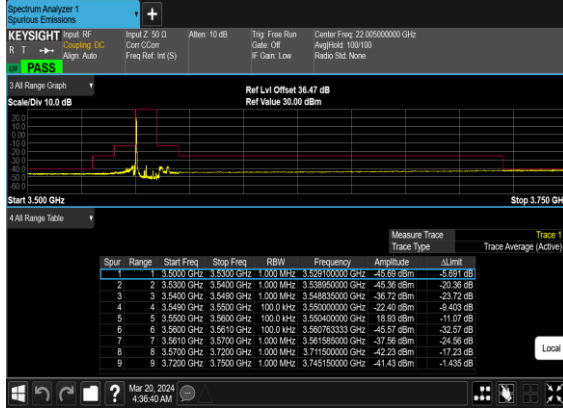 Spectrum Analyzer 1
Spurious Emissions
+
KEYSIGHT Input: RF Input Z: 50 Ω Atten: 10 dB Trig: Free Run Center Freq: 22.005000000 GHz
R T Coupling: DC Corr CCorr Gate: Off Avg|Hold: 100/100
Align: Auto Freq Ref: Int (S) IF Gain: Low Radio Std: None
PASS
3 All Range Graph
Ref Lvl Offset 36.47 dB
Scale/Div 10.0 dB Ref Value 30.00 dBm
20.0
10.0
0.00
-10.0
-20.0
-30.0
-40.0
-50.0
-60.0
Start 3.500 GHz Stop 3.750 GH
4 All Range Table
Measure Trace Trace 1
Trace Type Trace Average (Active)
Spur Range Start Freq Stop Freq RBW Frequency Amplitude ΔLimit
1 1 3.5000 GHz 3.5300 GHz 1.000 MHz 3.529100000 GHz -45.69 dBm -5.691 dB
2 2 3.5300 GHz 3.5400 GHz 1.000 MHz 3.538950000 GHz -45.36 dBm -20.36 dB
3 3 3.5400 GHz 3.5490 GHz 1.000 MHz 3.548835000 GHz -36.72 dBm -23.72 dB
4 4 3.5490 GHz 3.5500 GHz 100.0 kHz 3.550000000 GHz -22.40 dBm -9.403 dB
5 5 3.5500 GHz 3.5600 GHz 100.0 kHz 3.550400000 GHz 18.93 dBm -11.07 dB
6 6 3.5600 GHz 3.5610 GHz 100.0 kHz 3.560763333 GHz -45.57 dBm -32.57 dB
7 7 3.5610 GHz 3.5700 GHz 1.000 MHz 3.561585000 GHz -37.56 dBm -24.56 dB
8 8 3.5700 GHz 3.7200 GHz 1.000 MHz 3.711500000 GHz -42.23 dBm -17.23 dB
9 9 3.7200 GHz 3.7500 GHz 1.000 MHz 3.745150000 GHz -41.43 dBm -1.435 dB
Local
? Mar 20, 2024
4:36:40 AM